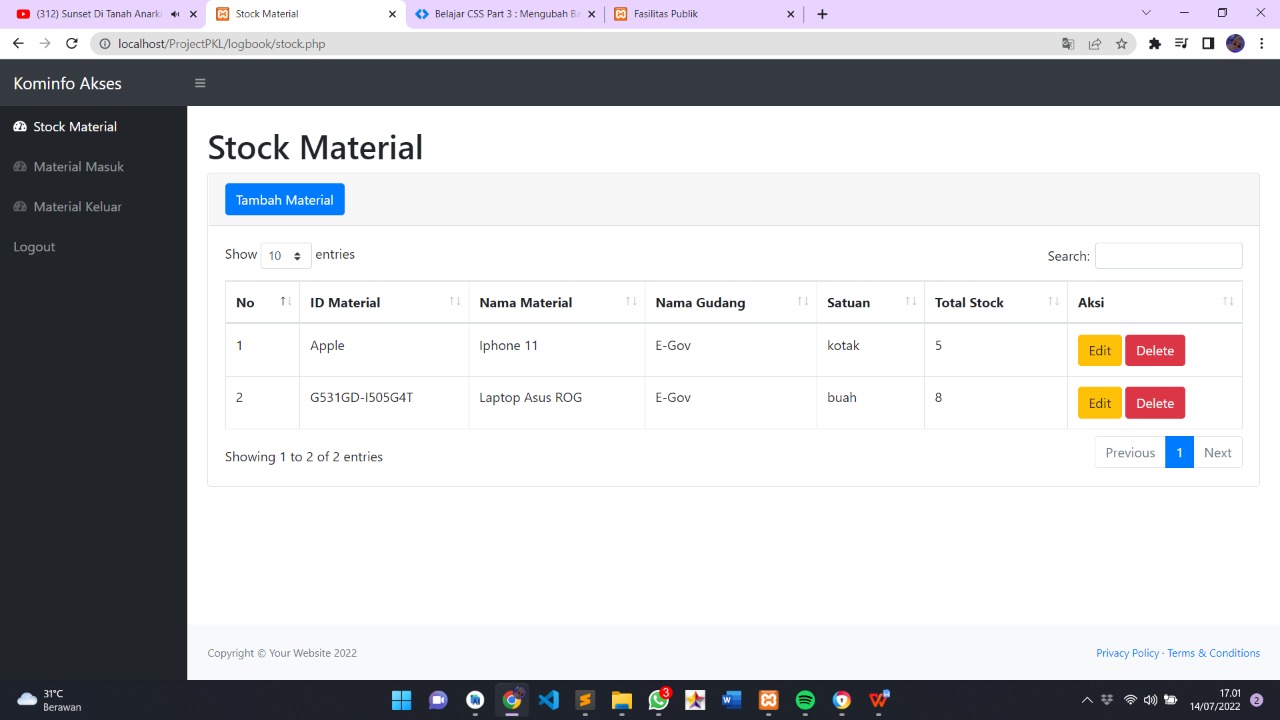 (312) Sunset Di Tanah Anarki
Stock Material
Belajar CSS Part 3 : Mengubah Ba
Fasilitas Publik
localhost/ProjectPKL/logbook/stock.php
Kominfo Akses
Stock Material
Material Masuk
Material Keluar
Logout
Stock Material
Tambah Material
Show 10 entries
Search:
No ID Material Nama Material Nama Gudang Satuan Total Stock Aksi
1 Apple Iphone 11 E-Gov kotak 5 Edit Delete
2 G531GD-I505G4T Laptop Asus ROG E-Gov buah 8 Edit Delete
Showing 1 to 2 of 2 entries
Previous 1 Next
Copyright © Your Website 2022
Privacy Policy · Terms & Conditions
31°C
Berawan
3
17.01
14/07/2022
2